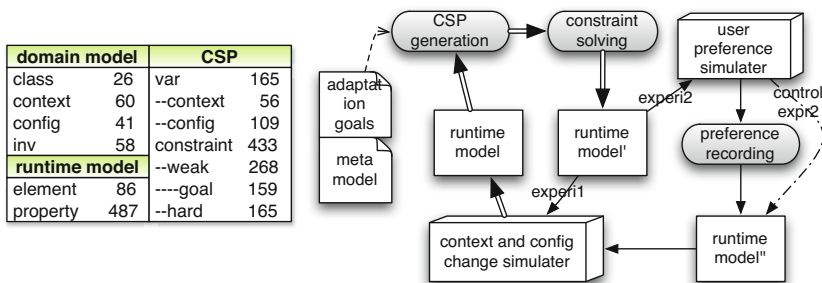 domain model CSP
class 26 var 165
context 60 --context 56
config 41 --config 109
inv 58 constraint 433
runtime model --weak 268
element 86 ----goal 159
property 487 --hard 165
CSP
generation
constraint
solving
user
preference
simulater
adaptat
ion
goals
meta
model
runtime
model
runtime
model'
experi2
control
expr2
preference
recording
experi1
context and config
change simulater
runtime
model"